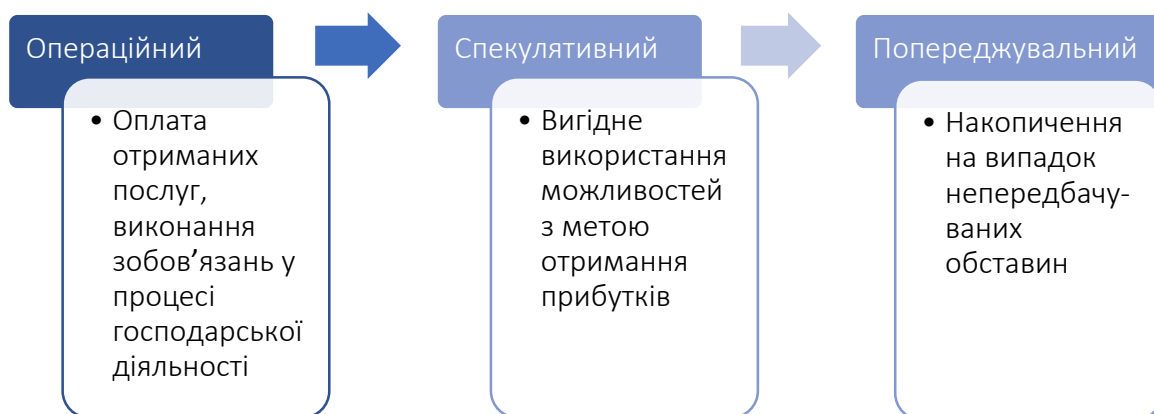 Операційний
• Оплата
отриманих
послуг,
виконання
зобов’язань у
процесі
господарської
діяльності
Спекулятивний
• Вигідне
використання
можливостей
з метою
отримання
прибутків
Попереджувальний
• Накопичення
на випадок
непередбачу-
ваних
обставин